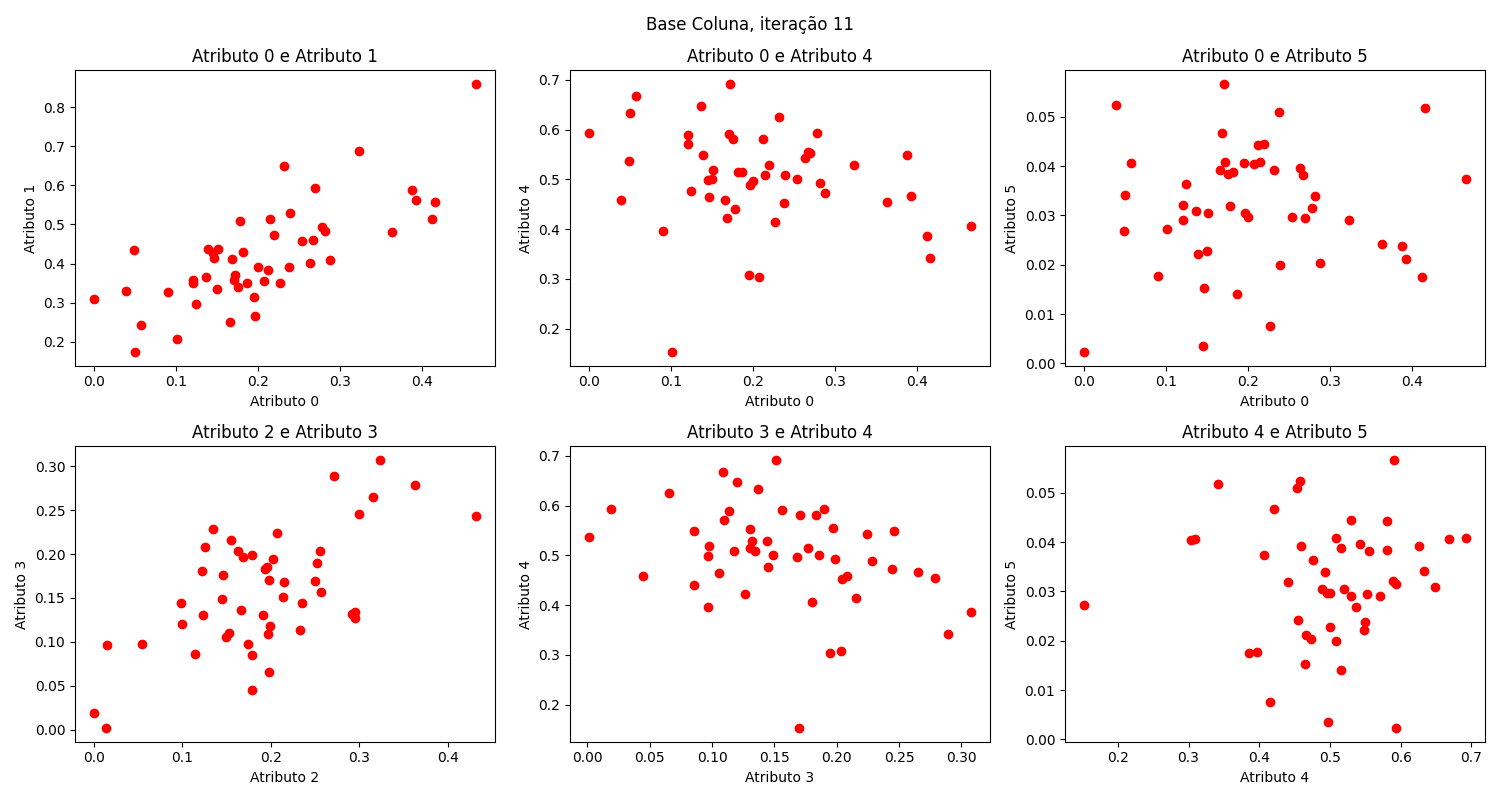 Base Coluna, iteração 11
Atributo 0 e Atributo 1
Atributo 1
0.8
0.7
0.6
0.5
0.4
0.3
0.2
0.0 0.1 0.2 0.3 0.4
Atributo 0
Atributo 0 e Atributo 4
Atributo 4
0.7
0.6
0.5
0.4
0.3
0.2
0.0 0.1 0.2 0.3 0.4
Atributo 0
Atributo 0 e Atributo 5
Atributo 5
0.05
0.04
0.03
0.02
0.01
0.00
0.0 0.1 0.2 0.3 0.4
Atributo 0
Atributo 2 e Atributo 3
Atributo 3
0.30
0.25
0.20
0.15
0.10
0.05
0.00
0.0 0.1 0.2 0.3 0.4
Atributo 2
Atributo 3 e Atributo 4
Atributo 4
0.7
0.6
0.5
0.4
0.3
0.2
0.00 0.05 0.10 0.15 0.20 0.25 0.30
Atributo 3
Atributo 4 e Atributo 5
Atributo 5
0.05
0.04
0.03
0.02
0.01
0.00
0.2 0.3 0.4 0.5 0.6 0.7
Atributo 4